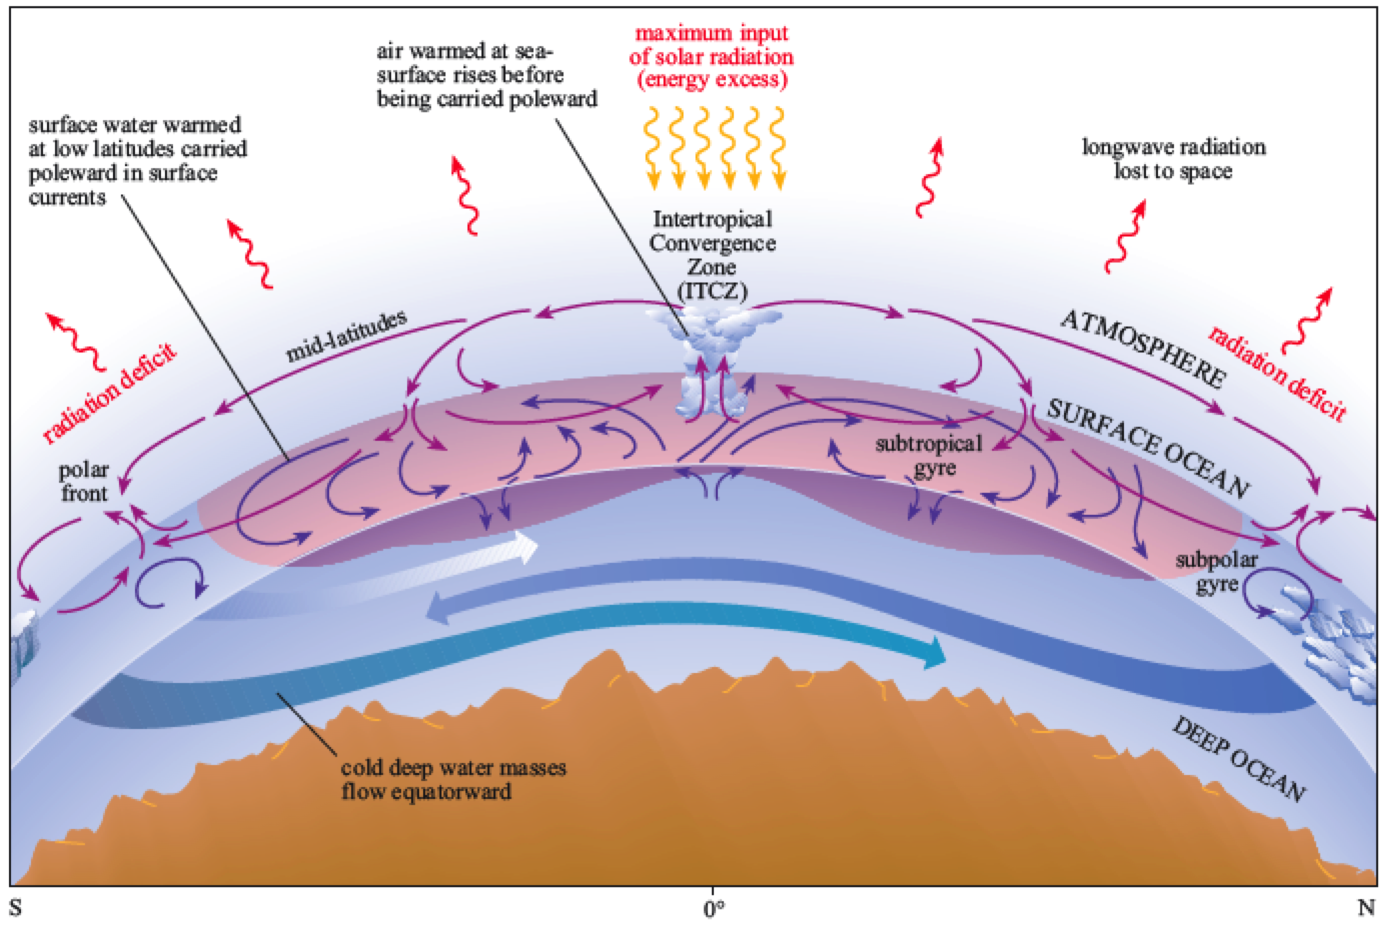 maximum input
of solar radiation
(energy excess)
air warmed at sea-
surface rises before
being carried poleward
surface water warmed
at low latitudes carried
poleward in surface
currents
longwave radiation
lost to space
Intertropical
Convergence
Zone
(ITCZ)
mid-latitudes
ATMOSPHERE
radiation deficit
radiation deficit
SURFACE OCEAN
polar
front
subtropical
gyre
subpolar
gyre
DEEP OCEAN
cold deep water masses
flow equatorward
S
0°
N